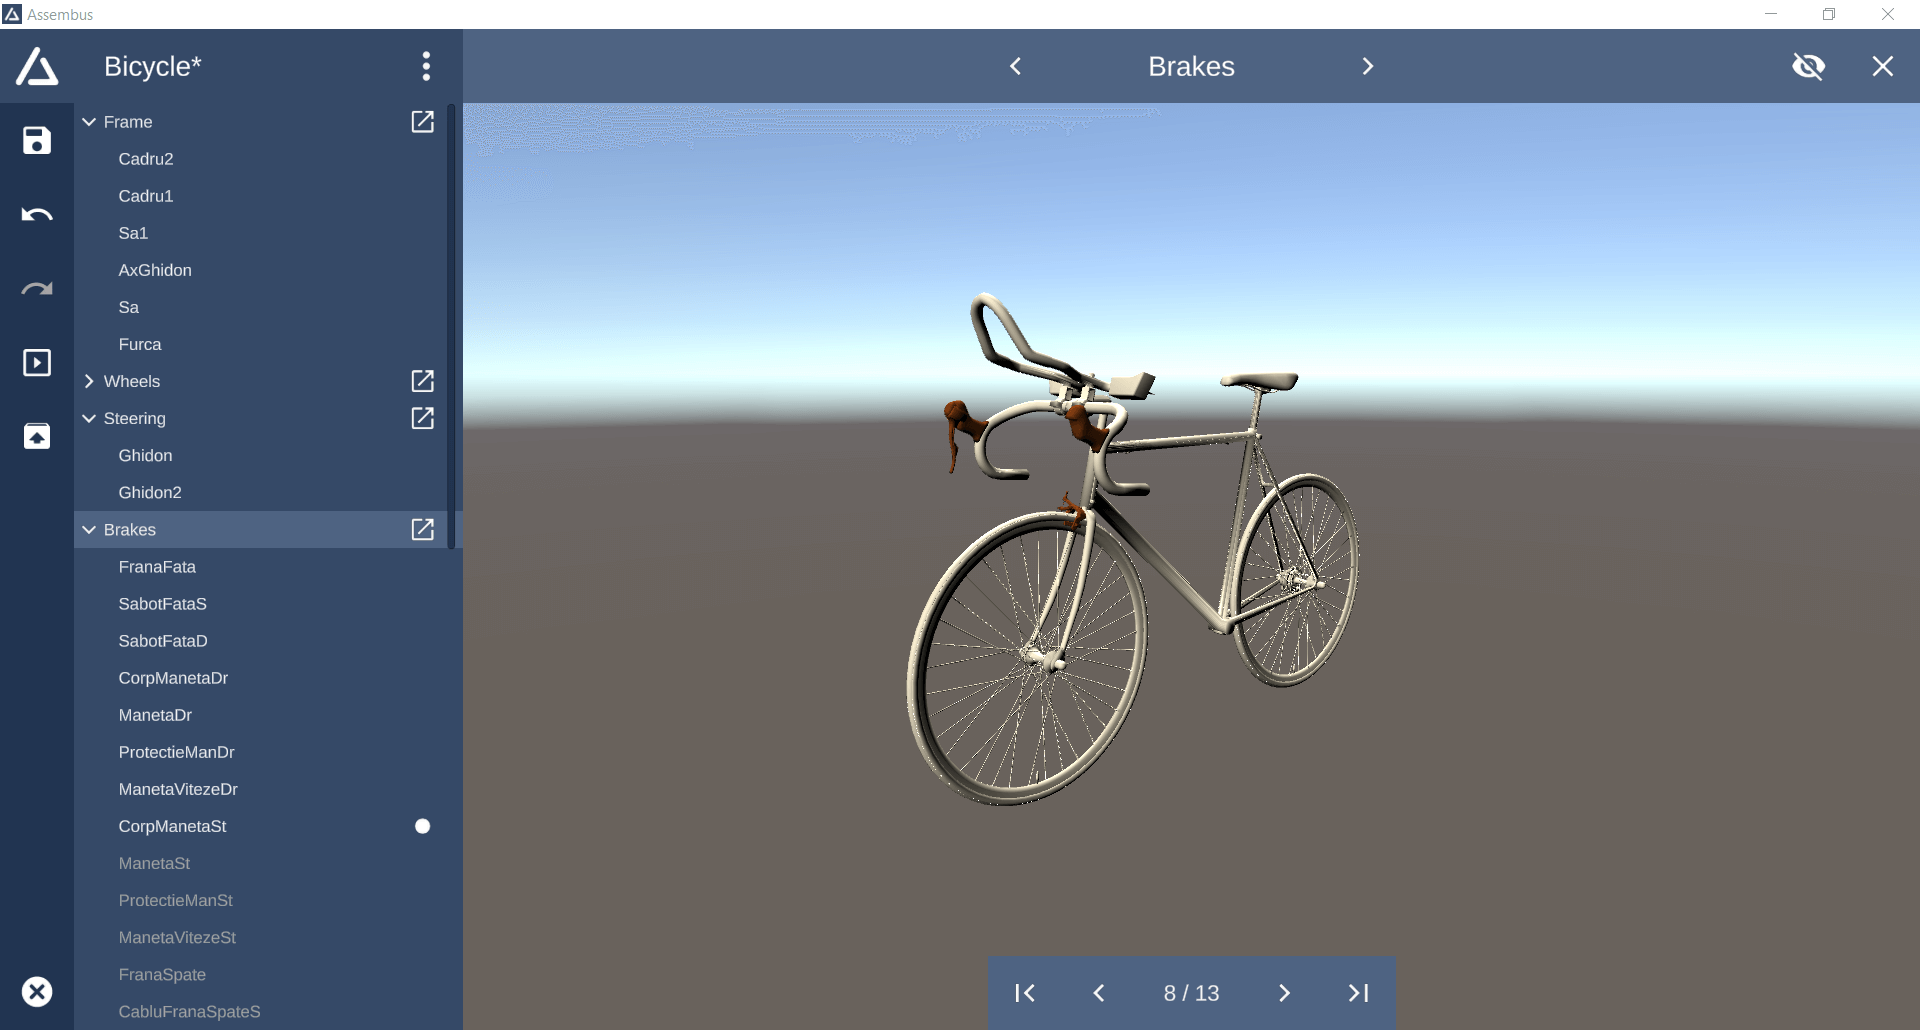 Assembus
Bicycle*
Brakes
Frame
Cadru2
Cadru1
Sa1
AxGhidon
Sa
Furca
Wheels
Steering
Ghidon
Ghidon2
Brakes
FranaFata
SabotFataS
SabotFataD
CorpManetaDr
ManetaDr
ProtectieManDr
ManetaVitezeDr
CorpManetaSt
ManetaSt
ProtectieManSt
ManetaVitezeSt
FranaSpate
CabluFranaSpateS
8 / 13